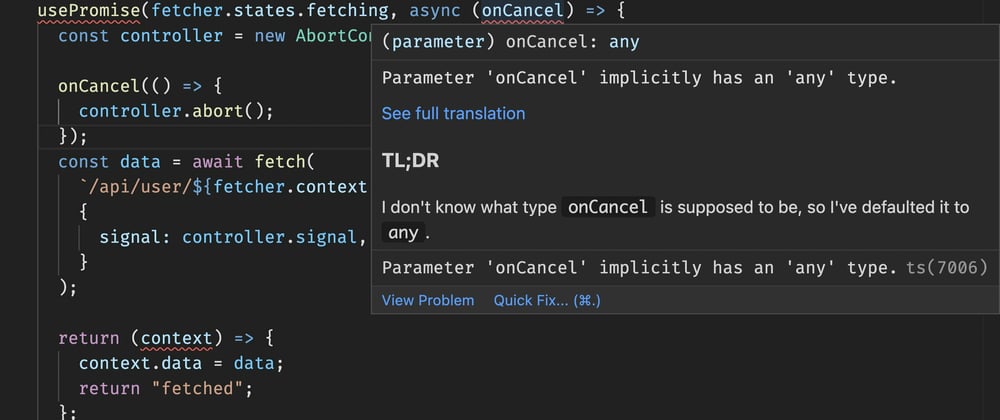 usePromise(fetcher.states.fetching, async (onCancel) => {
const controller = new AbortCon
onCancel(() => {
controller.abort();
});
const data = await fetch(
`/api/user/${fetcher.context
{
signal: controller.signal,
}
);
return (context) => {
context.data = data;
return "fetched";
};
(parameter) onCancel: any
Parameter 'onCancel' implicitly has an 'any' type.
See full translation
TL;DR
I don't know what type onCancel is supposed to be, so I've defaulted it to
any .
Parameter 'onCancel' implicitly has an 'any' type. ts(7006)
View Problem Quick Fix... (⌘.)